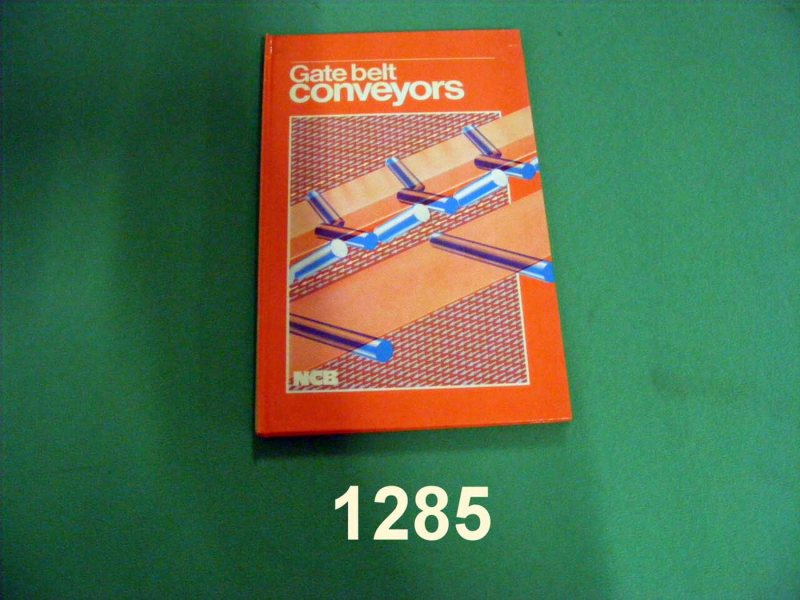 Gate belt
conveyors
NCB
1285